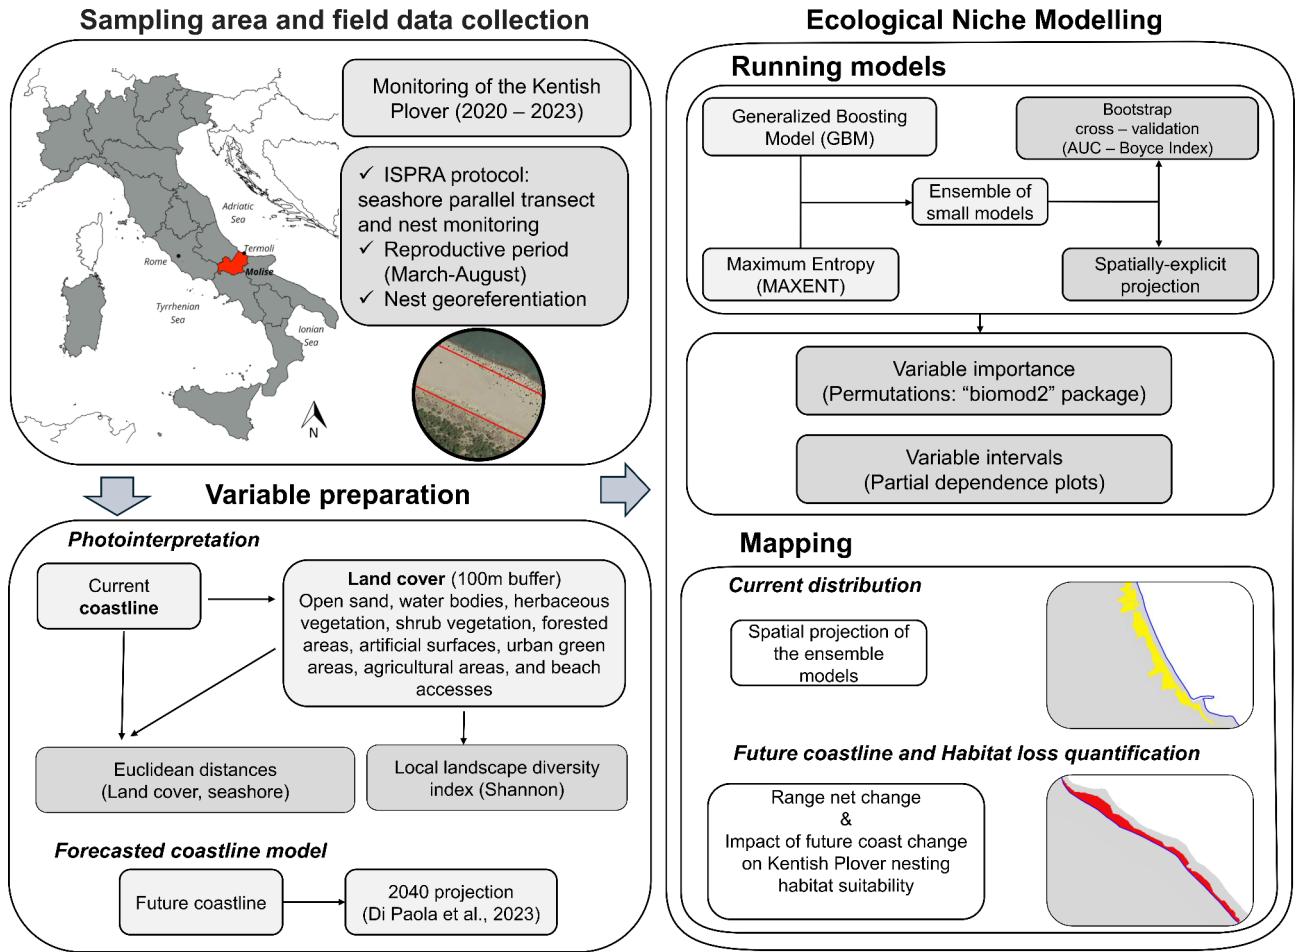 Sampling area and field data collection
Monitoring of the Kentish
Plover (2020 – 2023)
✓ ISPRA protocol:
seashore parallel transect
and nest monitoring
✓ Reproductive period
(March-August)
✓ Nest georeferentiation
Adriatic
Sea
Termoli
Rome
Molise
Tyrrhenian
Sea
Ionian
Sea
N
Variable preparation
Photointerpretation
Current
coastline
Land cover (100m buffer)
Open sand, water bodies, herbaceous
vegetation, shrub vegetation, forested
areas, artificial surfaces, urban green
areas, agricultural areas, and beach
accesses
Euclidean distances
(Land cover, seashore)
Local landscape diversity
index (Shannon)
Forecasted coastline model
Future coastline
2040 projection
(Di Paola et al., 2023)
Ecological Niche Modelling
Running models
Generalized Boosting
Model (GBM)
Bootstrap
cross – validation
(AUC – Boyce Index)
Ensemble of
small models
Maximum Entropy
(MAXENT)
Spatially-explicit
projection
Variable importance
(Permutations: “biomod2” package)
Variable intervals
(Partial dependence plots)
Mapping
Current distribution
Spatial projection of
the ensemble
models
Future coastline and Habitat loss quantification
Range net change
&
Impact of future coast change
on Kentish Plover nesting
habitat suitability